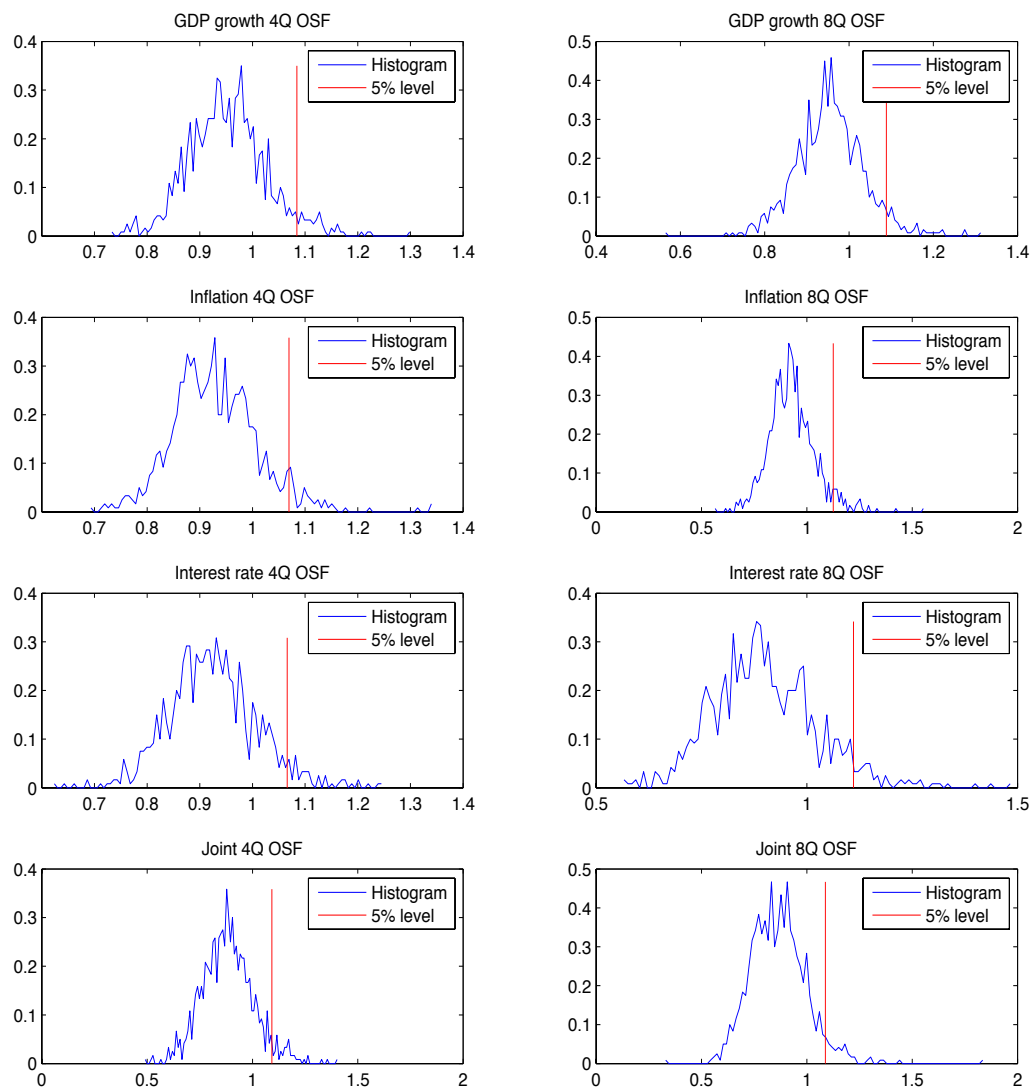 GDP growth 4Q OSF
0.4
0.3
0.2
0.1
0
0.7 0.8 0.9 1 1.1 1.2 1.3 1.4
Histogram
5% level
GDP growth 8Q OSF
0.5
0.4
0.3
0.2
0.1
0
0.4 0.6 0.8 1 1.2 1.4
Histogram
5% level
Inflation 4Q OSF
0.4
0.3
0.2
0.1
0
0.7 0.8 0.9 1 1.1 1.2 1.3 1.4
Histogram
5% level
Inflation 8Q OSF
0.5
0.4
0.3
0.2
0.1
0
0 0.5 1 1.5 2
Histogram
5% level
Interest rate 4Q OSF
0.4
0.3
0.2
0.1
0
0.7 0.8 0.9 1 1.1 1.2 1.3 1.4
Histogram
5% level
Interest rate 8Q OSF
0.4
0.3
0.2
0.1
0
0.5 1 1.5
Histogram
5% level
Joint 4Q OSF
0.4
0.3
0.2
0.1
0
0 0.5 1 1.5 2
Histogram
5% level
Joint 8Q OSF
0.5
0.4
0.3
0.2
0.1
0
0 0.5 1 1.5 2
Histogram
5% level